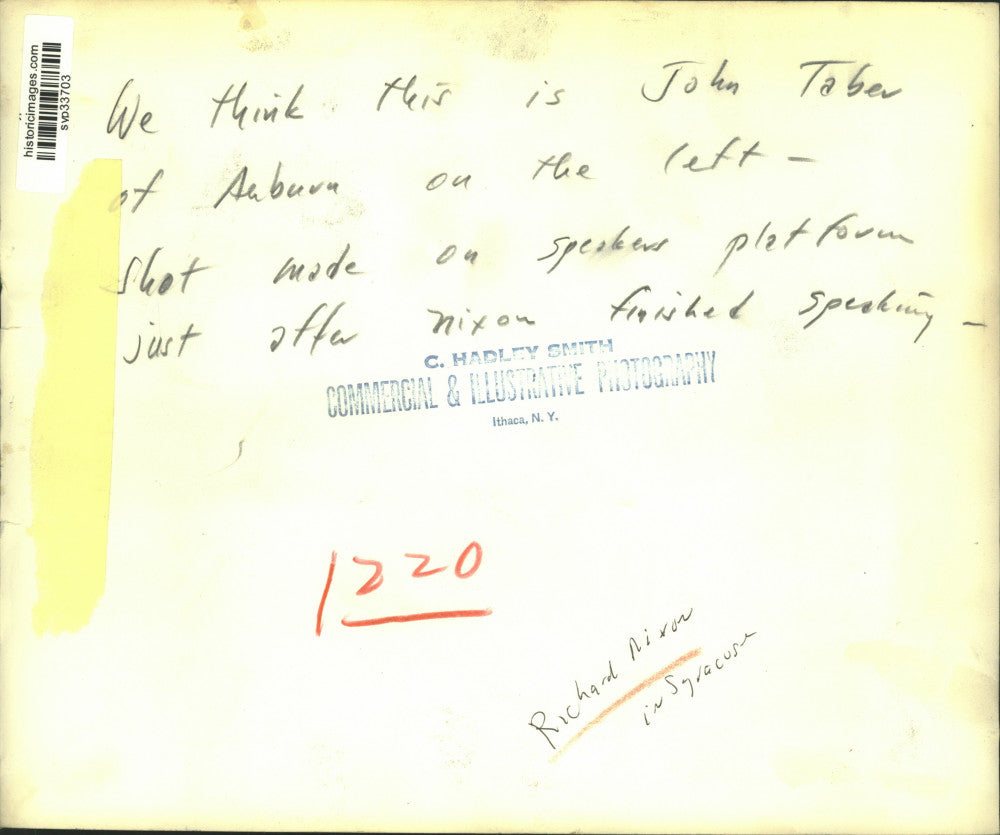 historicimages.com
svp33703
We think this is John Taber
of Auburn on the left —
Shot made on speakers platform
just after Nixon finished speaking —
C. HADLEY SMITH
COMMERCIAL & ILLUSTRATIVE PHOTOGRAPHY
Ithaca, N. Y.
1220
Richard Nixon
in Syracuse